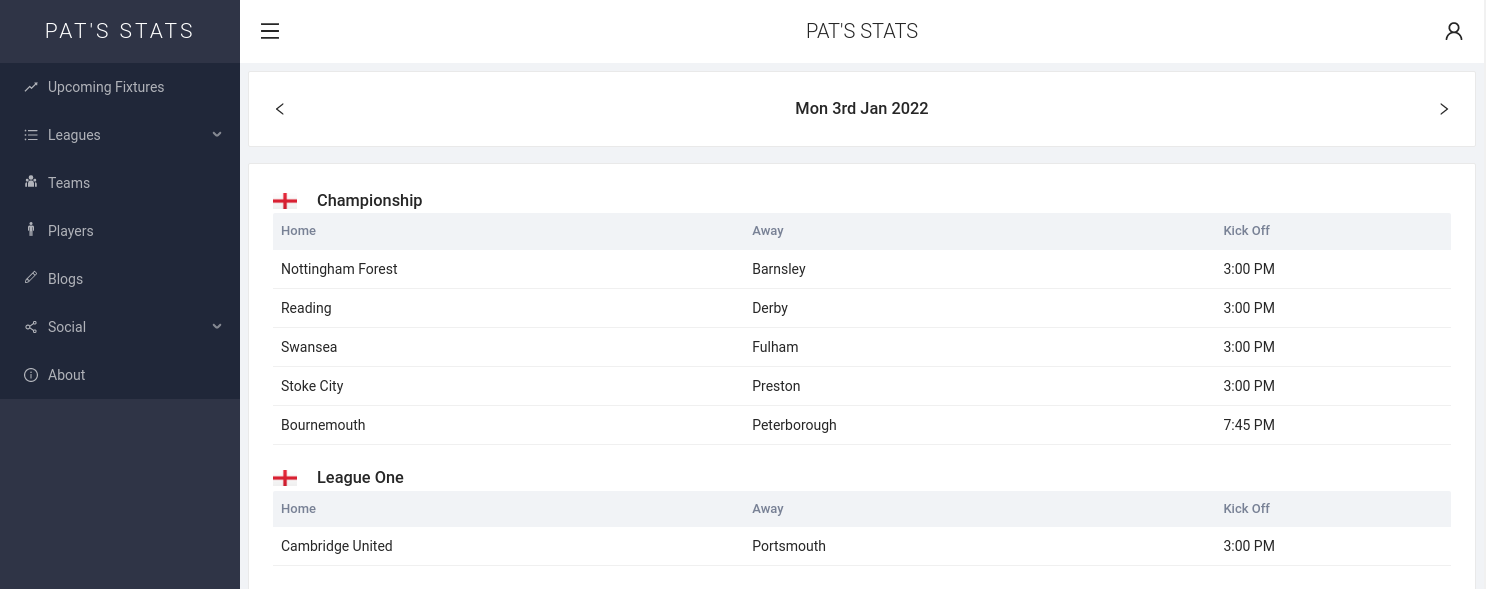 PAT'S STATS
PAT'S STATS
Upcoming Fixtures
Leagues
Teams
Players
Blogs
Social
About
Mon 3rd Jan 2022
Championship
Home Away Kick Off
Nottingham Forest Barnsley 3:00 PM
Reading Derby 3:00 PM
Swansea Fulham 3:00 PM
Stoke City Preston 3:00 PM
Bournemouth Peterborough 7:45 PM
League One
Home Away Kick Off
Cambridge United Portsmouth 3:00 PM